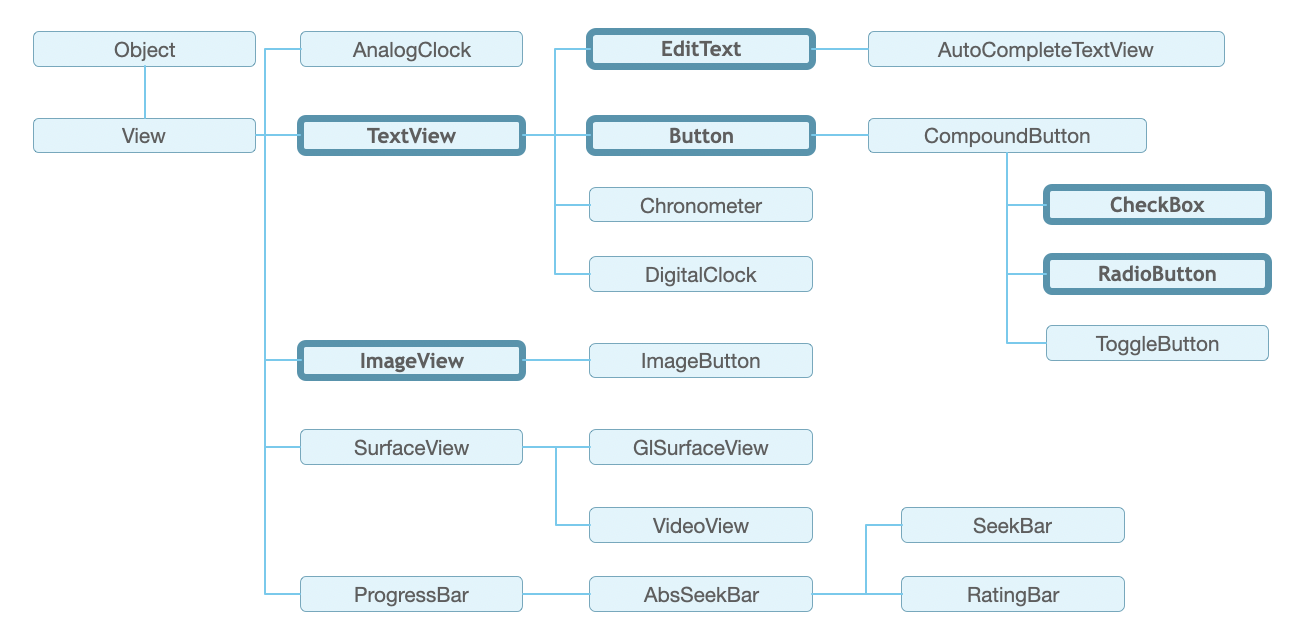 Object
AnalogClock
EditText
AutoCompleteTextView
View
TextView
Button
CompoundButton
Chronometer
CheckBox
DigitalClock
RadioButton
ToggleButton
ImageView
ImageButton
SurfaceView
GlSurfaceView
VideoView
SeekBar
ProgressBar
AbsSeekBar
RatingBar